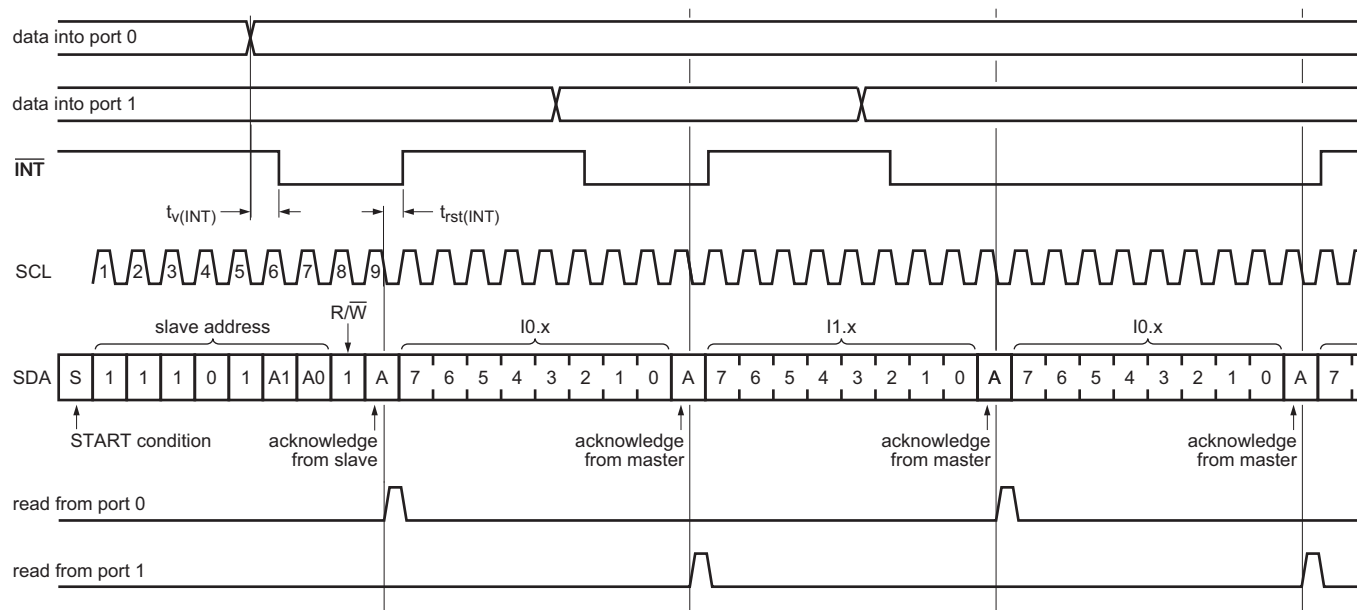 data into port 0
data into port 1
INT
tv(INT)
trst(INT)
SCL 1 2 3 4 5 6 7 8 9
R/W
slave address I0.x I1.x I0.x
SDA S 1 1 1 0 1 A1 A0 1 A 7 6 5 4 3 2 1 0 A 7 6 5 4 3 2 1 0 A 7 6 5 4 3 2 1 0 A 7
START condition acknowledge acknowledge acknowledge acknowledge
from slave from master from master from master
read from port 0
read from port 1